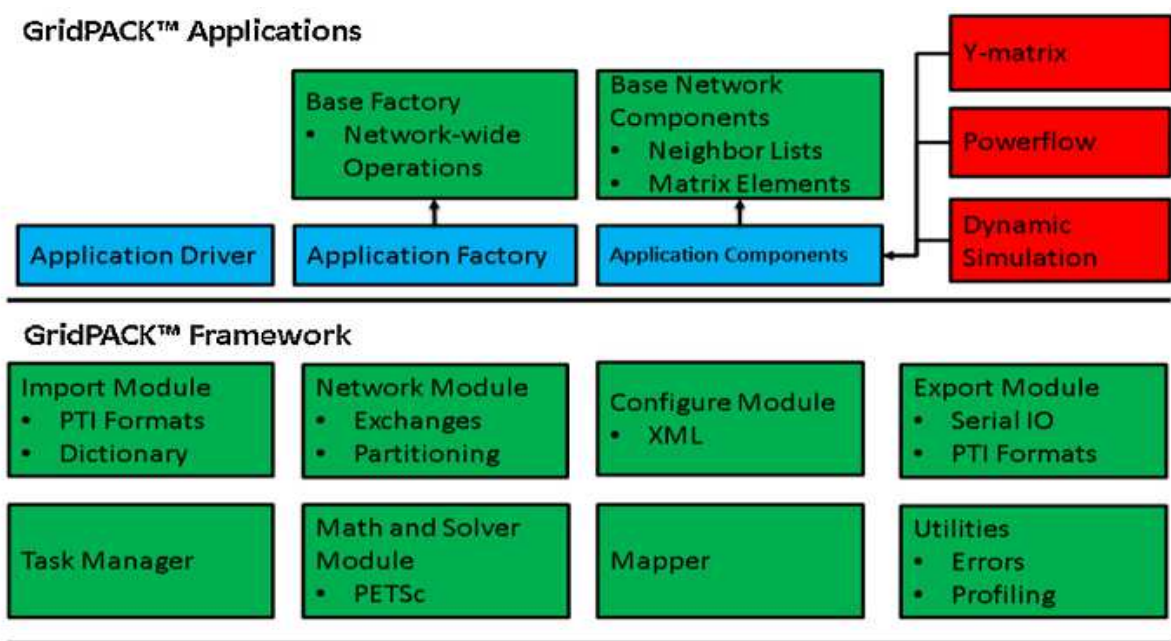 GridPACK™ Applications
Base Factory
• Network-wide
Operations
Base Network
Components
• Neighbor Lists
• Matrix Elements
Y-matrix
Powerflow
Dynamic
Simulation
Application Driver
Application Factory
Application Components
GridPACK™ Framework
Import Module
• PTI Formats
• Dictionary
Network Module
• Exchanges
• Partitioning
Configure Module
• XML
Export Module
• Serial IO
• PTI Formats
Task Manager
Math and Solver
Module
• PETSc
Mapper
Utilities
• Errors
• Profiling